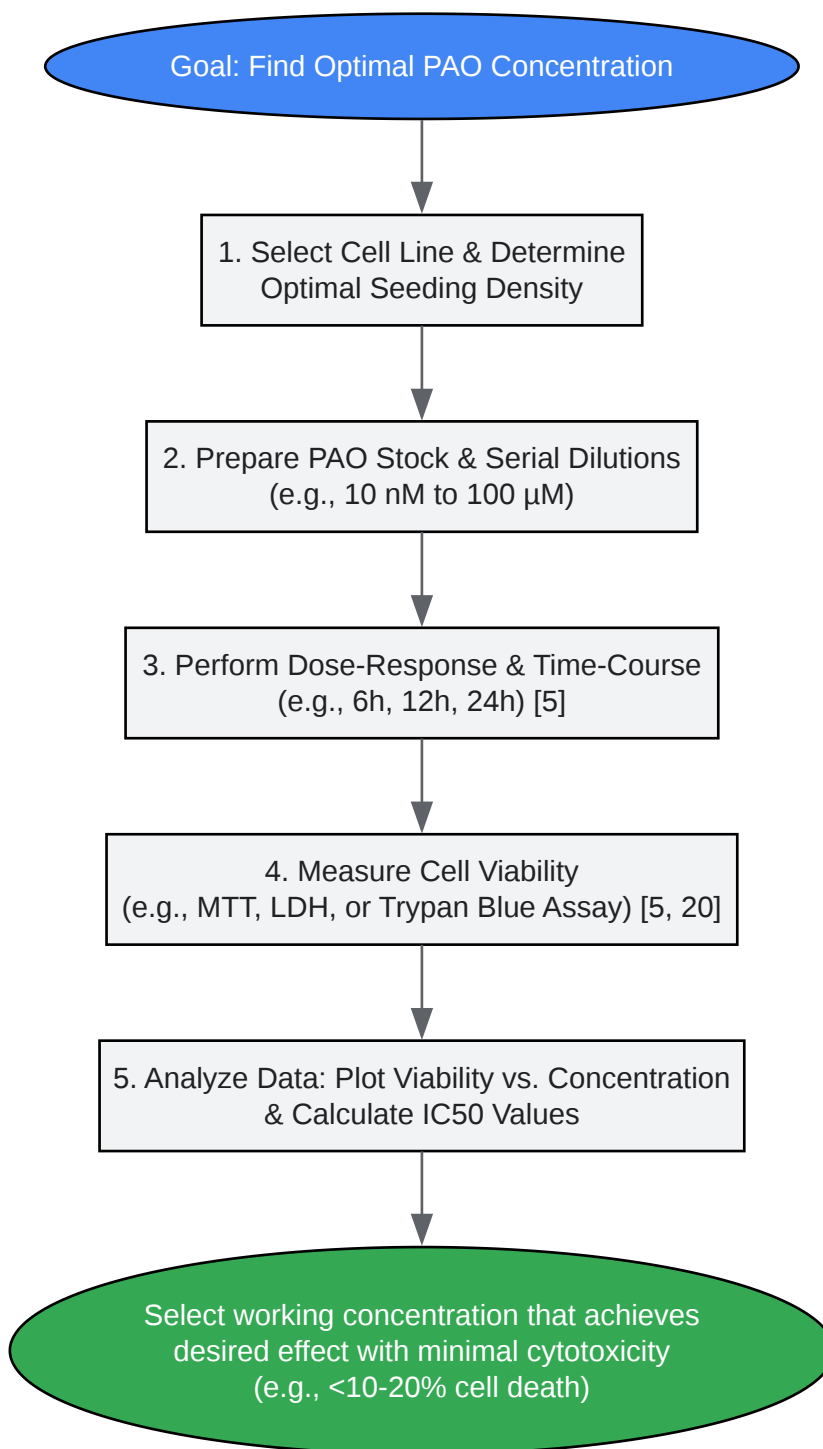 Goal: Find Optimal PAO Concentration
1. Select Cell Line & Determine
Optimal Seeding Density
2. Prepare PAO Stock & Serial Dilutions
(e.g., 10 nM to 100 µM)
3. Perform Dose-Response & Time-Course
(e.g., 6h, 12h, 24h) [5]
4. Measure Cell Viability
(e.g., MTT, LDH, or Trypan Blue Assay) [5, 20]
5. Analyze Data: Plot Viability vs. Concentration
& Calculate IC50 Values
Select working concentration that achieves
desired effect with minimal cytotoxicity
(e.g., <10-20% cell death)